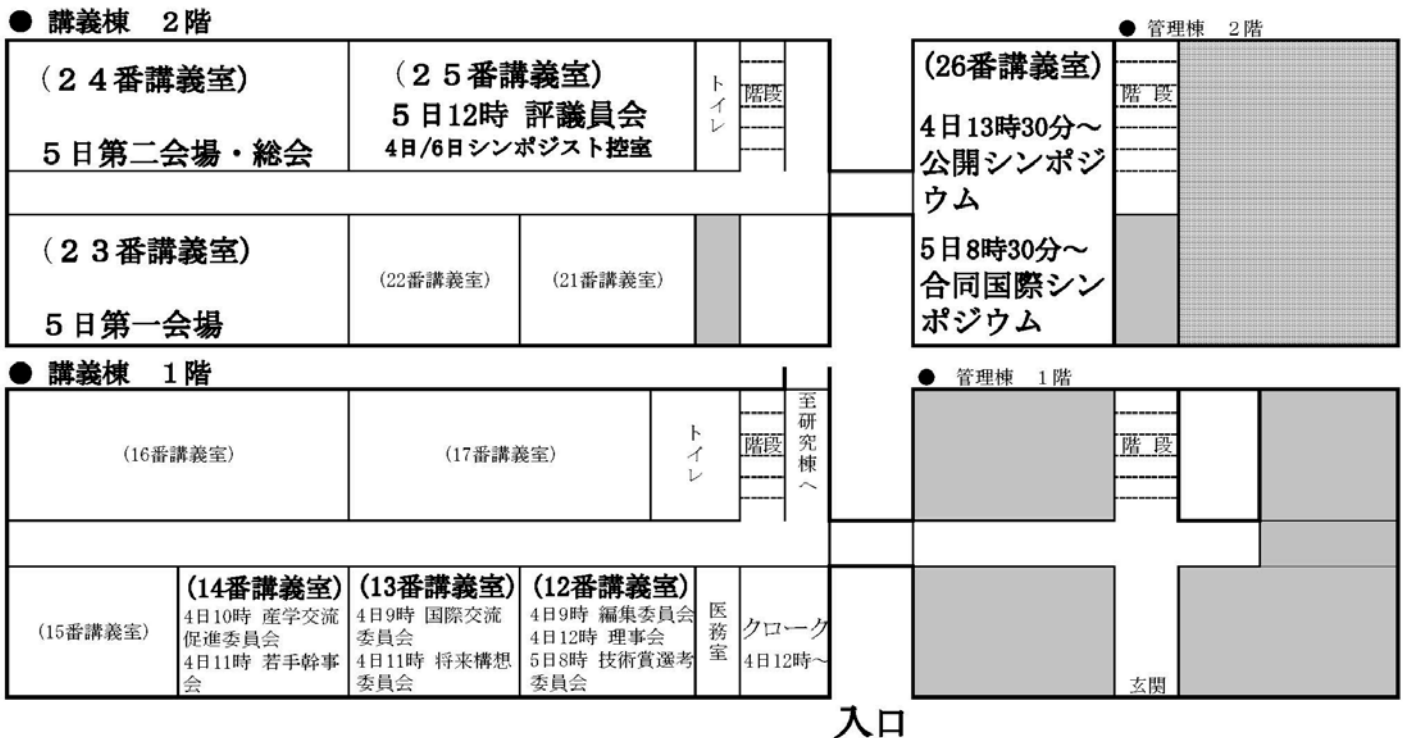 ● 講義棟　２階
● 管理棟　２階
(２４番講義室)
５日第二会場・総会
(２５番講義室)
５日12時 評議員会
4日/6日シンポジスト控室
トイレ
階段
(26番講義室)
4日13時30分～
公開シンポジ
ウム
5日8時30分～
合同国際シン
ポジウム
階 段
(２３番講義室)
５日第一会場
(22番講義室)
(21番講義室)
● 講義棟　１階
● 管理棟　１階
(16番講義室)
(17番講義室)
トイレ
階段
至研究棟へ
階 段
(15番講義室)
(14番講義室)
4日10時 産学交流
促進委員会
4日11時 若手幹事
会
(13番講義室)
4日9時 国際交流
委員会
4日11時 将来構想
委員会
(12番講義室)
4日9時 編集委員会
4日12時 理事会
5日8時 技術賞選考
委員会
医務室
クローク
4日12時～
玄関
入口